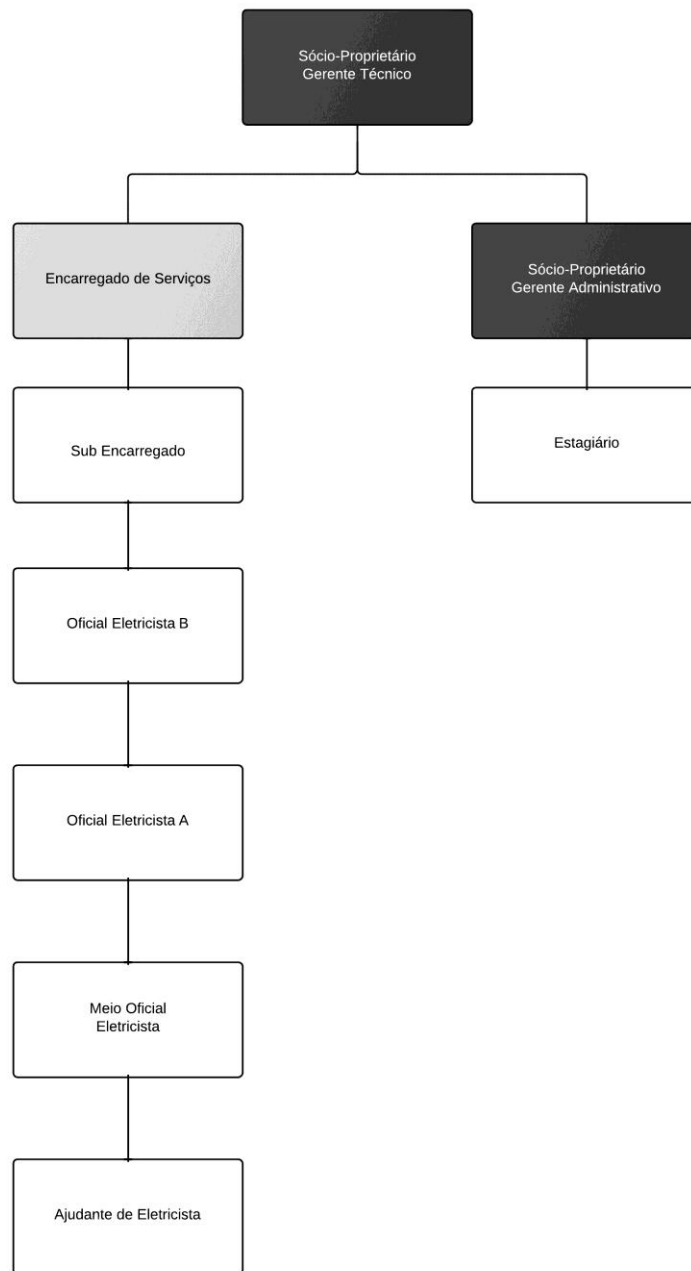 Sócio-Proprietário
Gerente Técnico
Encarregado de Serviços
Sócio-Proprietário
Gerente Administrativo
Sub Encarregado
Estagiário
Oficial Eletricista B
Oficial Eletricista A
Meio Oficial
Eletricista
Ajudante de Eletricista